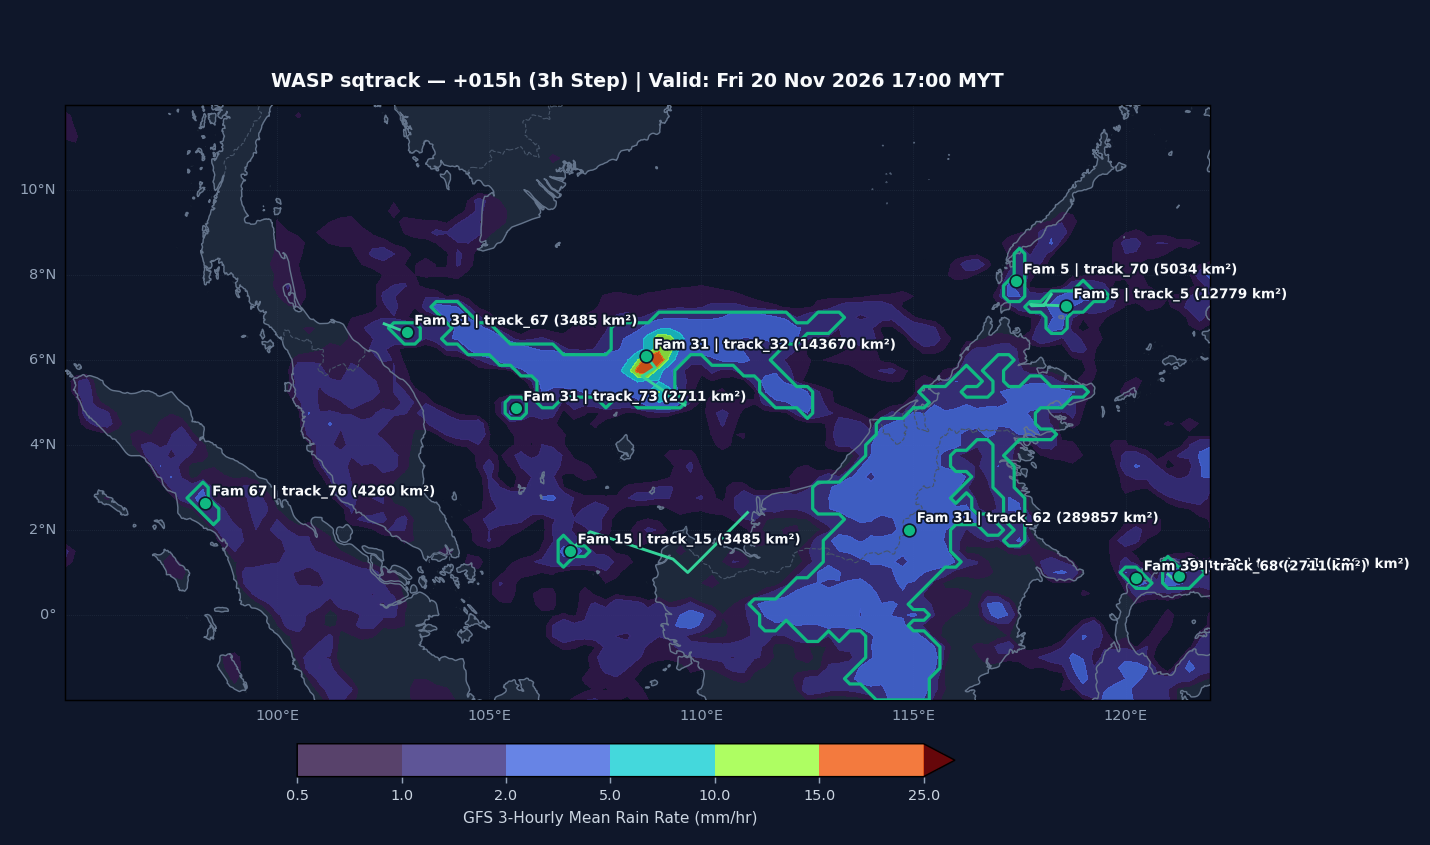 WASP sqtrack — +015h (3h Step) | Valid: Fri 20 Nov 2026 17:00 MYT
10°N
8°N
Fam 5 | track_70 (5034 km²)
Fam 5 | track_5 (12779 km²)
Fam 31 | track_67 (3485 km²)
6°N
Fam 31 | track_32 (143670 km²)
Fam 31 | track_73 (2711 km²)
4°N
Fam 67 | track_76 (4260 km²)
2°N
Fam 31 | track_62 (289857 km²)
Fam 15 | track_15 (3485 km²)
Fam 39 | track_68 (2711 km²)
km²)
0°
100°E 105°E 110°E 115°E 120°E
0.5 1.0 2.0 5.0 10.0 15.0 25.0
GFS 3-Hourly Mean Rain Rate (mm/hr)